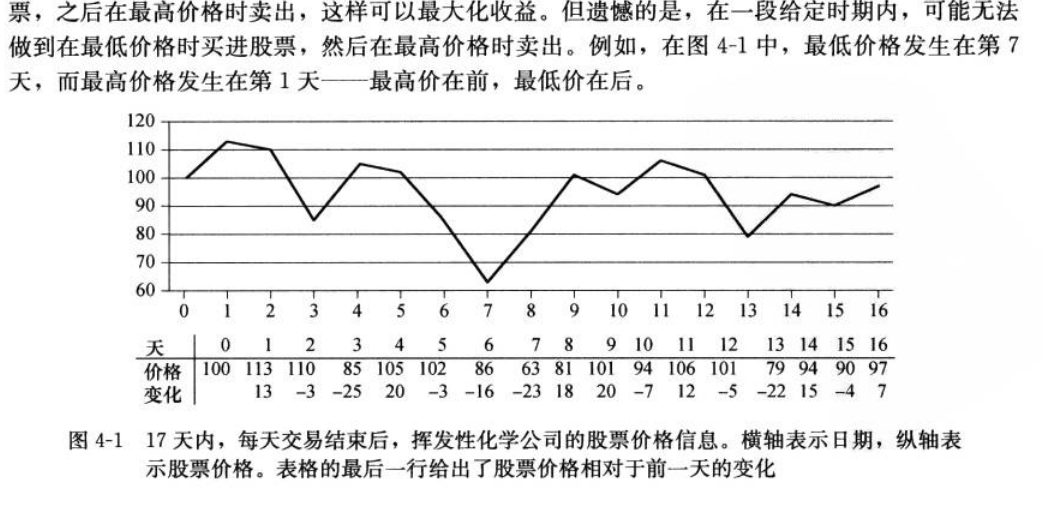 票，之后在最高价格时卖出，这样可以最大化收益。但遗憾的是，在一段给定时期内，可能无法
做到在最低价格时买进股票，然后在最高价格时卖出。例如，在图 4-1 中，最低价格发生在第 7
天，而最高价格发生在第 1 天——最高价在前，最低价在后。
120
110
100
90
80
70
60
0 1 2 3 4 5 6 7 8 9 10 11 12 13 14 15 16
天 0 1 2 3 4 5 6 7 8 9 10 11 12 13 14 15 16
价格 100 113 110 85 105 102 86 63 81 101 94 106 101 79 94 90 97
变化 13 -3 -25 20 -3 -16 -23 18 20 -7 12 -5 -22 15 -4 7
图 4-1 17 天内，每天交易结束后，挥发性化学公司的股票价格信息。横轴表示日期，纵轴表
示股票价格。表格的最后一行给出了股票价格相对于前一天的变化